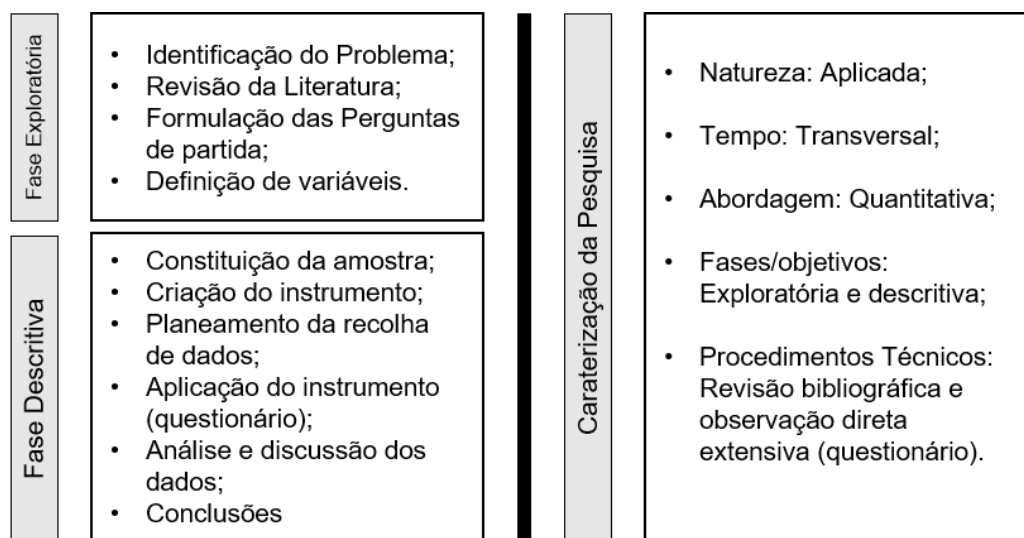 Fase Exploratória
• Identificação do Problema;
• Revisão da Literatura;
• Formulação das Perguntas
de partida;
• Definição de variáveis.
Fase Descritiva
• Constituição da amostra;
• Criação do instrumento;
• Planeamento da recolha
de dados;
• Aplicação do instrumento
(questionário);
• Análise e discussão dos
dados;
• Conclusões
Caraterização da Pesquisa
• Natureza: Aplicada;
• Tempo: Transversal;
• Abordagem: Quantitativa;
• Fases/objetivos:
Exploratória e descritiva;
• Procedimentos Técnicos:
Revisão bibliográfica e
observação direta
extensiva (questionário).